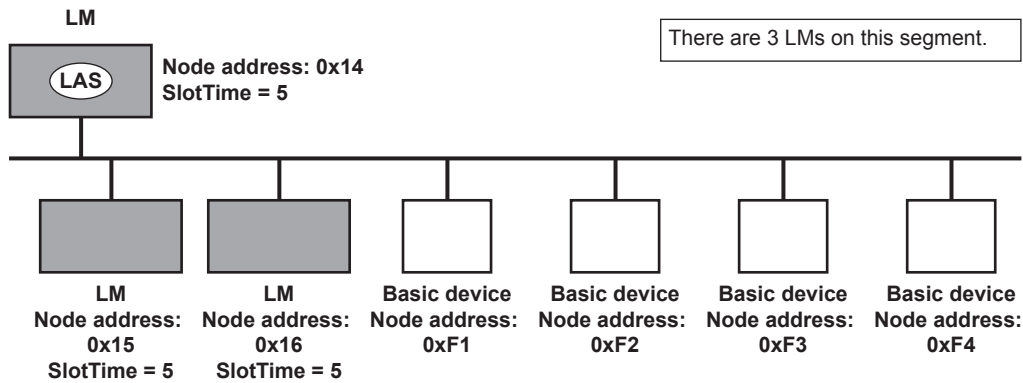 LM
There are 3 LMs on this segment.
LAS
Node address: 0x14
SlotTime = 5
LM
Node address:
0x15
SlotTime = 5
LM
Node address:
0x16
SlotTime = 5
Basic device
Node address:
0xF1
Basic device
Node address:
0xF2
Basic device
Node address:
0xF3
Basic device
Node address:
0xF4